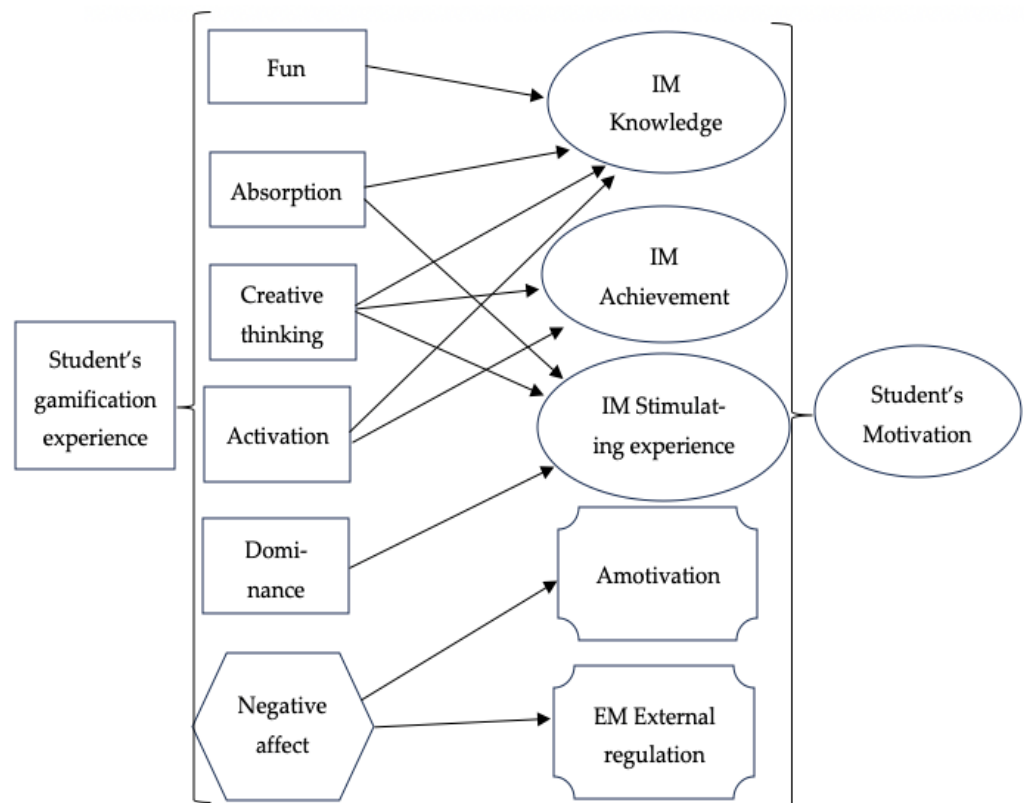 Fun
IM
Knowledge
Absorption
Creative
thinking
IM
Achievement
Student’s
gamification
experience
Activation
IM Stimulat-
ing experience
Student’s
Motivation
Domi-
nance
Amotivation
Negative
affect
EM External
regulation